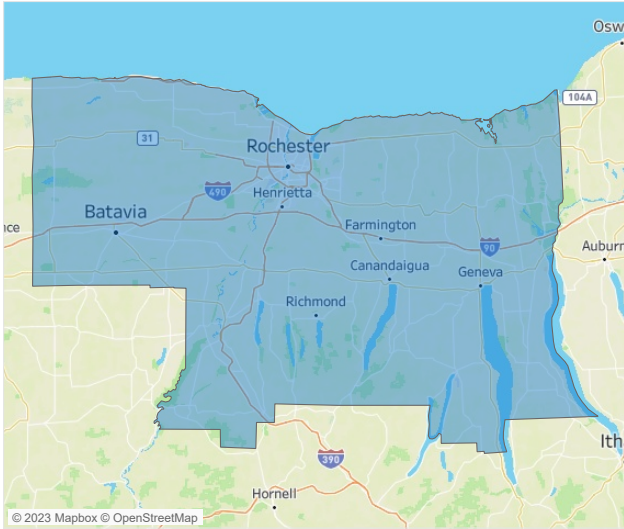 Osw
104A
31
Rochester
490
Henrietta
Batavia
nce
Farmington
90
Auburn
Canandaigua
Geneva
Richmond
Ith
390
Hornell
© 2023 Mapbox © OpenStreetMap